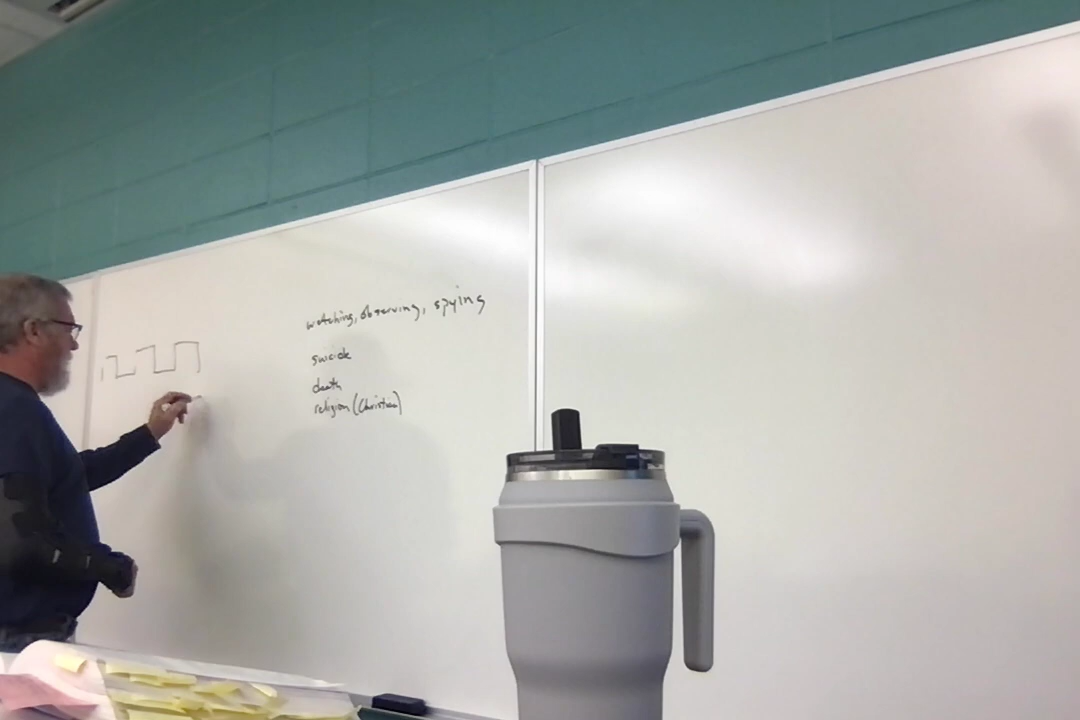 watching, observing, spying
suicide
death
religion (Christian)